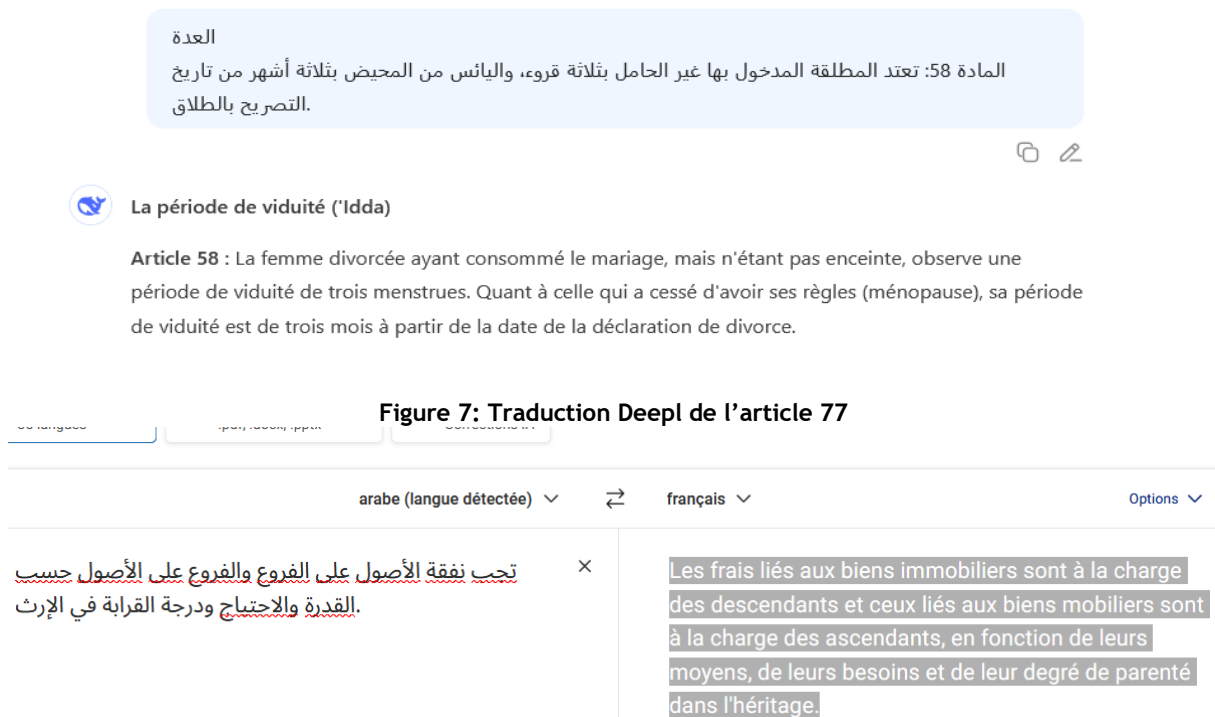 العدة
المادة 58: تعتد المطلقة المدخول بها غير الحامل بثلاثة قروء، واليائس من المحيض بثلاثة أشهر من تاريخ
التصريح بالطلاق.
La période de viduité ('Idda)
Article 58 : La femme divorcée ayant consommé le mariage, mais n'étant pas enceinte, observe une
période de viduité de trois menstrues. Quant à celle qui a cessé d'avoir ses règles (ménopause), sa période
de viduité est de trois mois à partir de la date de la déclaration de divorce.
Figure 7: Traduction Deepl de l’article 77
arabe (langue détectée)
français
Options
تجب نفقة الأصول على الفروع والفروع على الأصول حسب
القدرة والاحتياج ودرجة القرابة في الإرث.
Les frais liés aux biens immobiliers sont à la charge
des descendants et ceux liés aux biens mobiliers sont
à la charge des ascendants, en fonction de leurs
moyens, de leurs besoins et de leur degré de parenté
dans l'héritage.